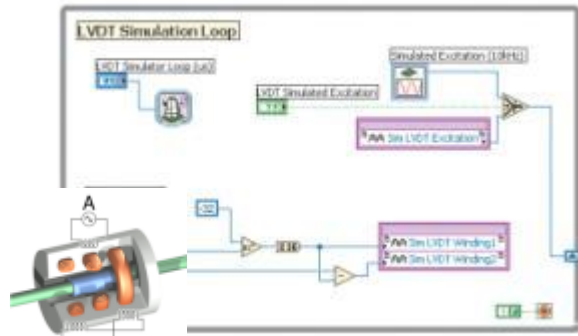 LVDT Simulation Loop
Simulated Excitation (10kHz)
LVDT Simulator Loop (us)
LVDT Simulated Excitation
Sim LVDT Excitation
A
-32
Sim LVDT Winding1
Sim LVDT Winding2